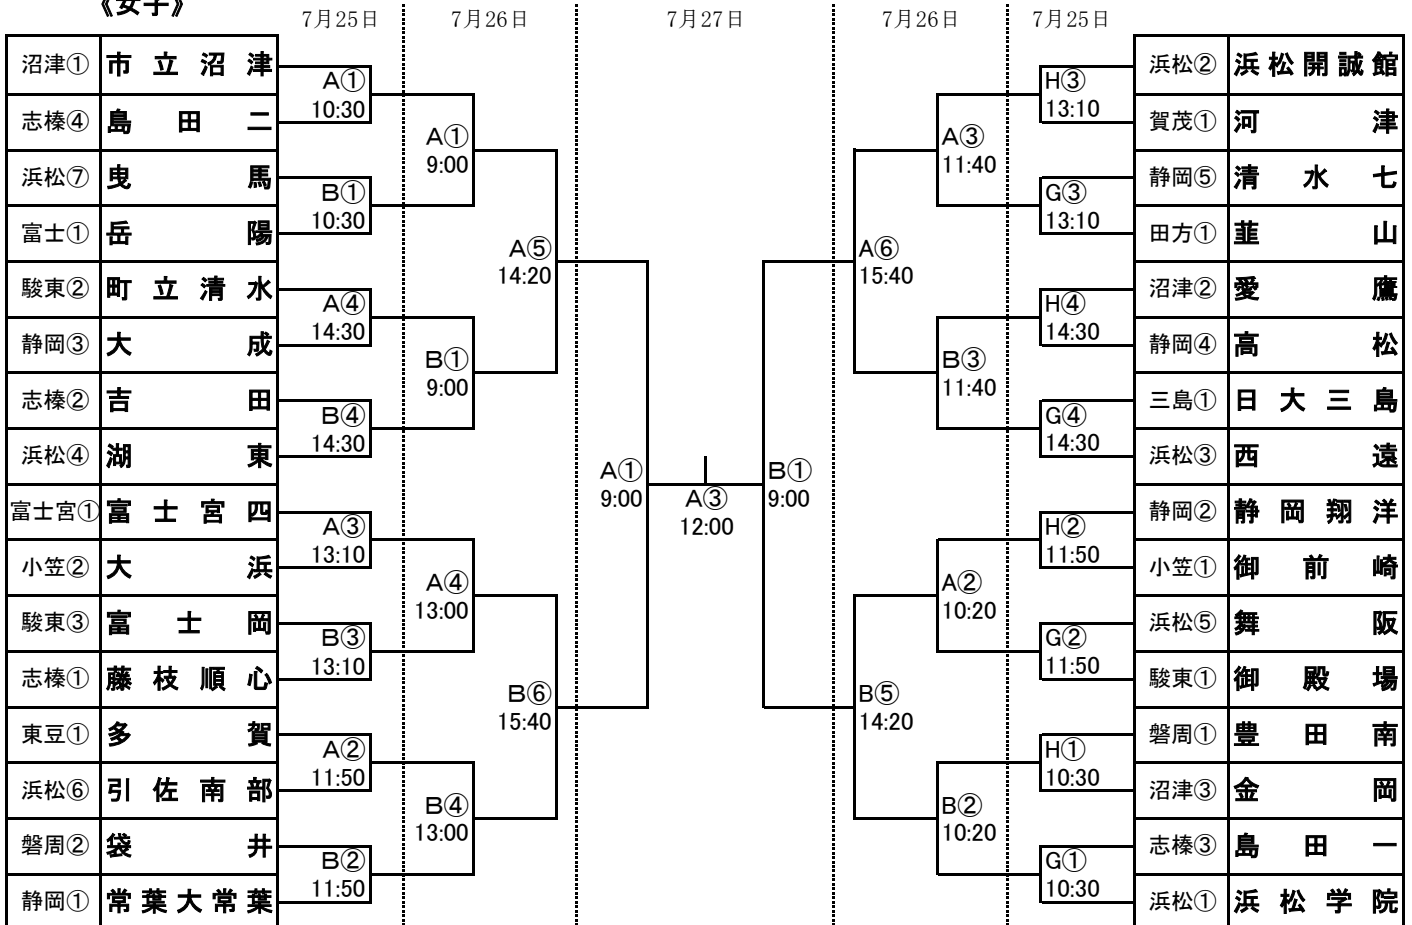 《女子》
7月25日 7月26日 7月27日 7月26日 7月25日
沼津① 市立沼津
志榛④ 島田二
浜松⑦ 曳馬
富士① 岳陽
駿東② 町立清水
静岡③ 大成
志榛② 吉田
浜松④ 湖東
富士宮① 富士宮四
小笠② 大浜
駿東③ 富士岡
志榛① 藤枝順心
東豆① 多賀
浜松⑥ 引佐南部
磐周② 袋井
静岡① 常葉大常葉
A①
10:30
B①
10:30
A④
14:30
B④
14:30
A③
13:10
B③
13:10
A②
11:50
B②
11:50
A①
9:00
B①
9:00
A④
13:00
B④
13:00
A⑤
14:20
B⑥
15:40
A①
9:00
A③
12:00
B①
9:00
A⑥
15:40
B⑤
14:20
A③
11:40
B③
11:40
A②
10:20
B②
10:20
H③
13:10
G③
13:10
H④
14:30
G④
14:30
H②
11:50
G②
11:50
H①
10:30
G①
10:30
浜松② 浜松開誠館
賀茂① 河津
静岡⑤ 清水七
田方① 韮山
沼津② 愛鷹
静岡④ 高松
三島① 日大三島
浜松③ 西遠
静岡② 静岡翔洋
小笠① 御前崎
浜松⑤ 舞阪
駿東① 御殿場
磐周① 豊田南
沼津③ 金岡
志榛③ 島田一
浜松① 浜松学院